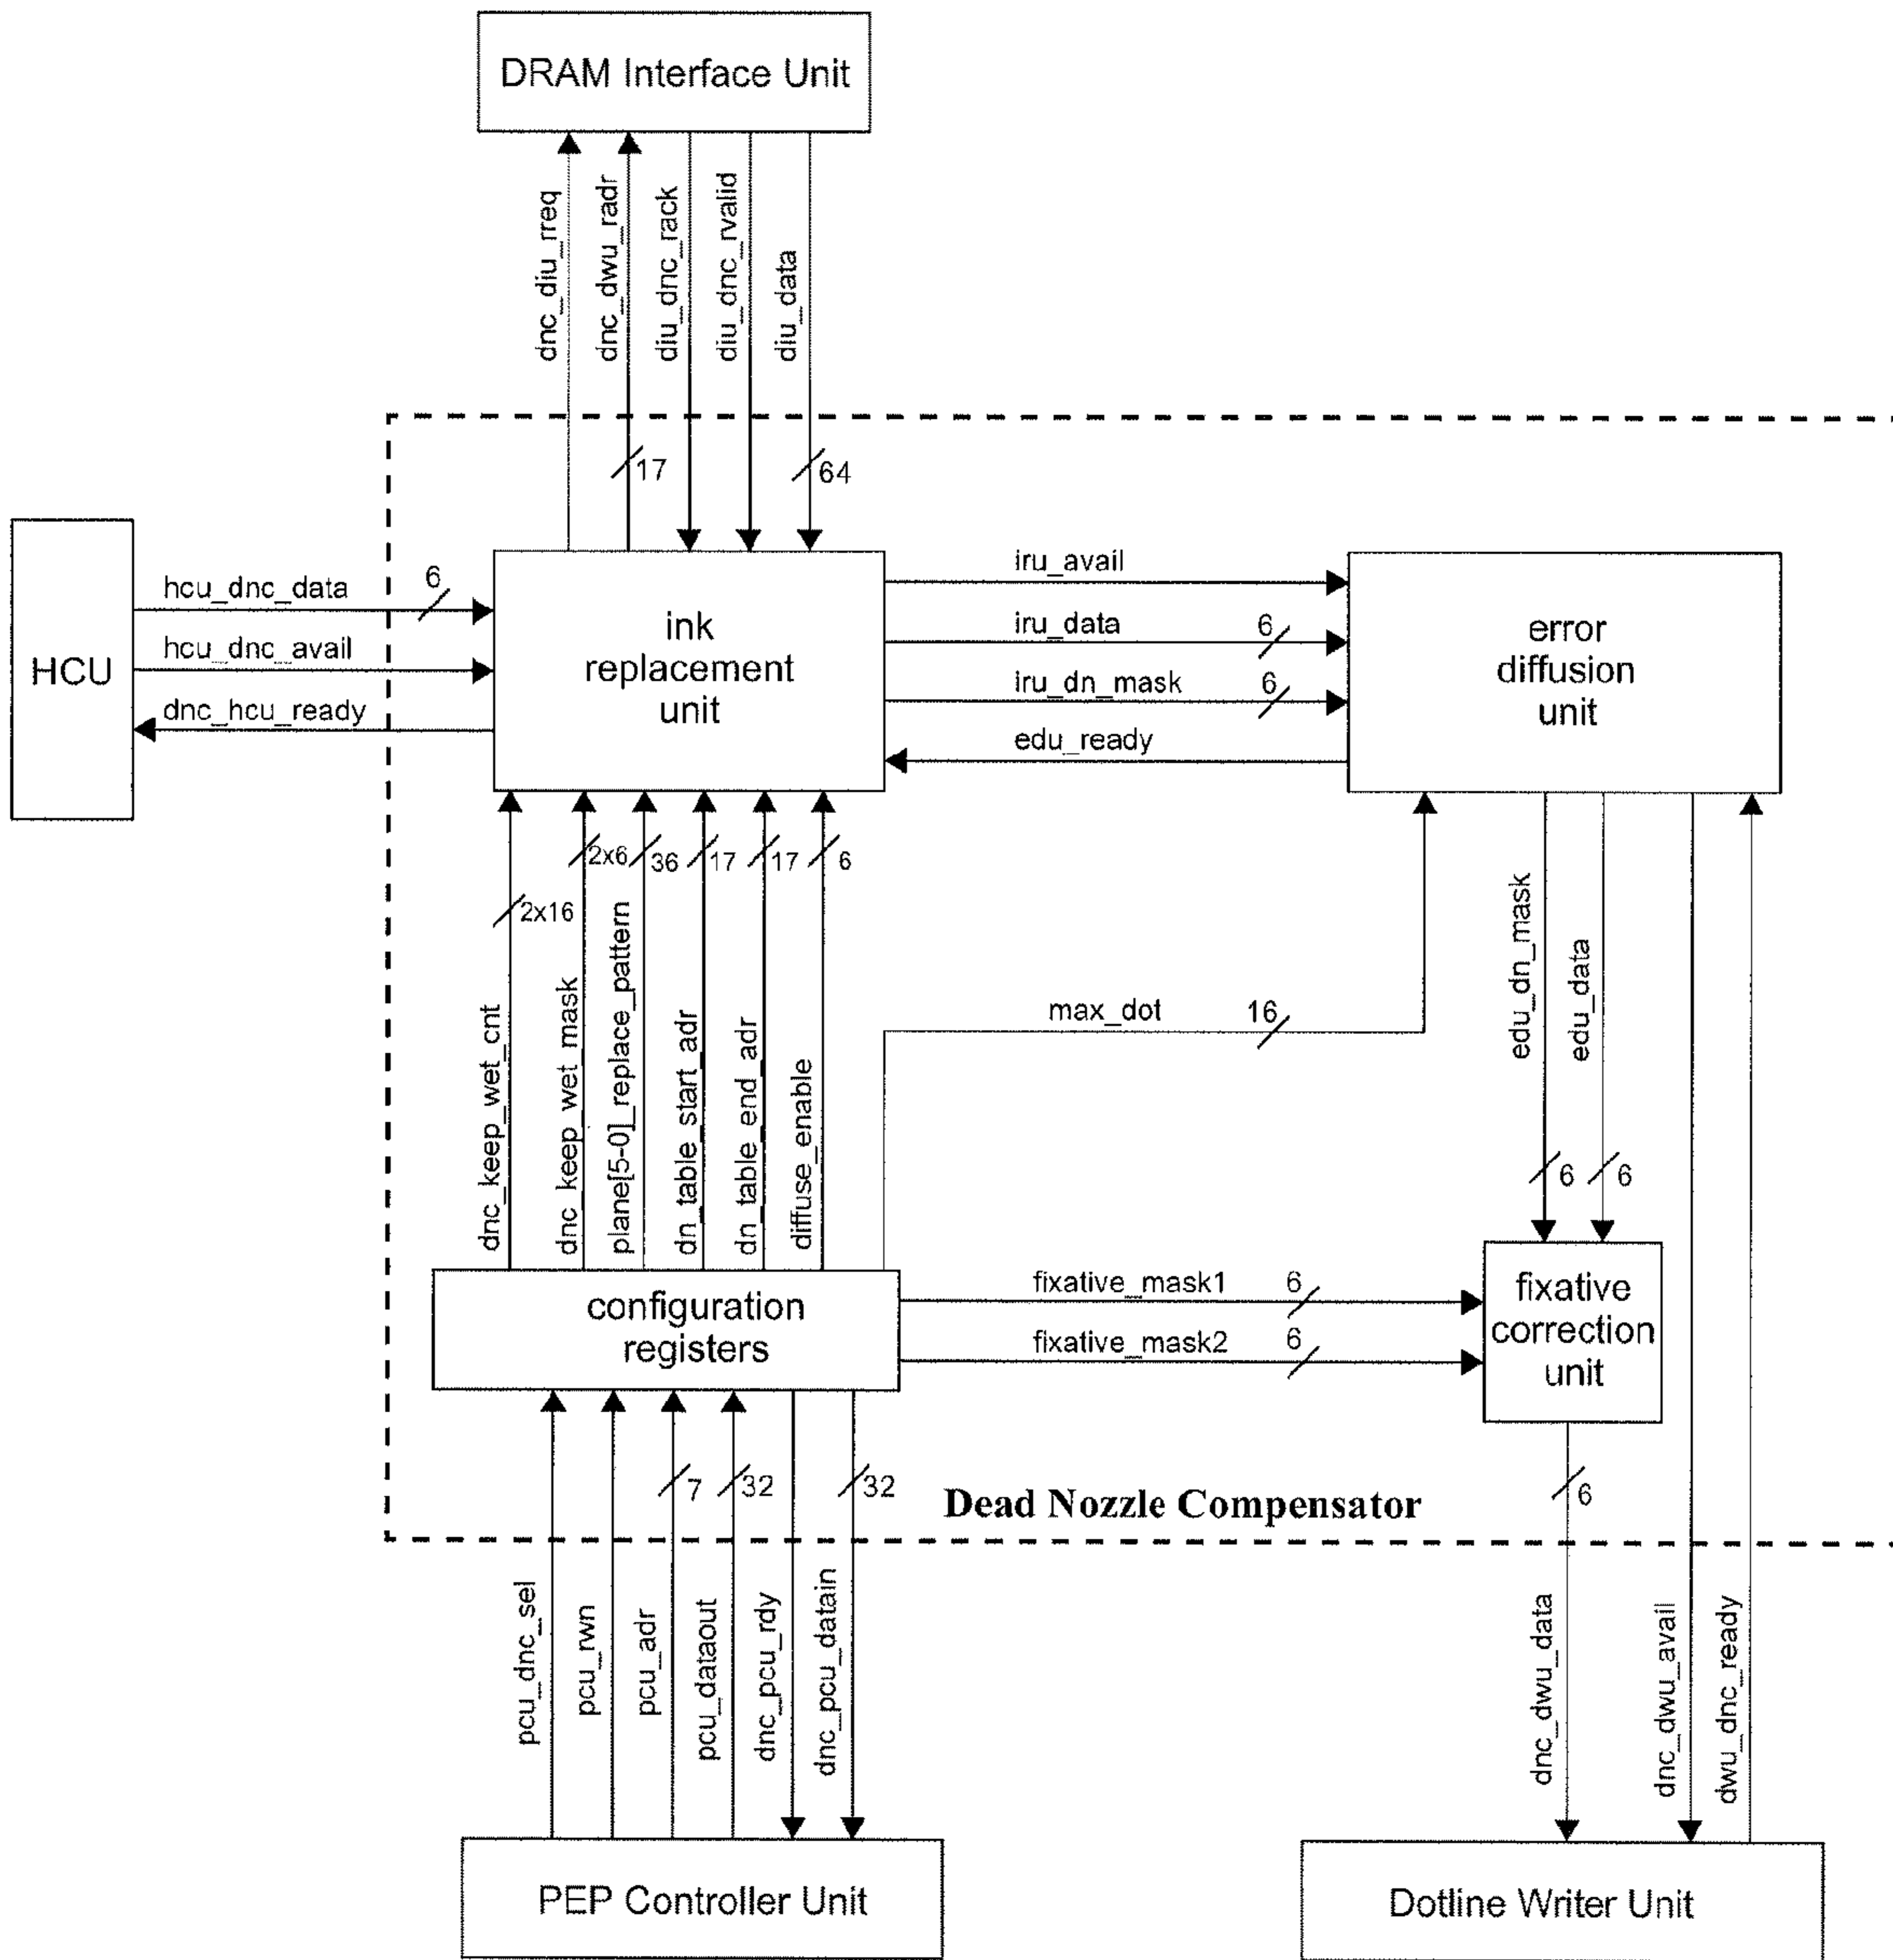 DRAM Interface Unit
dnc_diu_rreq
dnc_dwu_radr
diu_dnc_rack
diu_dnc_rvalid
diu_data
17
64
HCU
hcu_dnc_data
6
hcu_dnc_avail
dnc_hcu_ready
ink
replacement
unit
iru_avail
iru_data
6
iru_dn_mask
6
edu_ready
error
diffusion
unit
2x16
2x6
36
17
17
6
dnc_keep_wet_cnt
dnc_keep_wet_mask
plane[5-0]_replace_pattern
dn_table_start_adr
dn_table_end_adr
diffuse_enable
max_dot
16
edu_dn_mask
edu_data
6
6
configuration
registers
fixative_mask1
6
fixative_mask2
6
fixative
correction
unit
7
32
32
6
Dead Nozzle Compensator
pcu_dnc_sel
pcu_rwn
pcu_adr
pcu_dataout
dnc_pcu_rdy
dnc_pcu_datain
dnc_dwu_data
dnc_dwu_avail
dwu_dnc_ready
PEP Controller Unit
Dotline Writer Unit